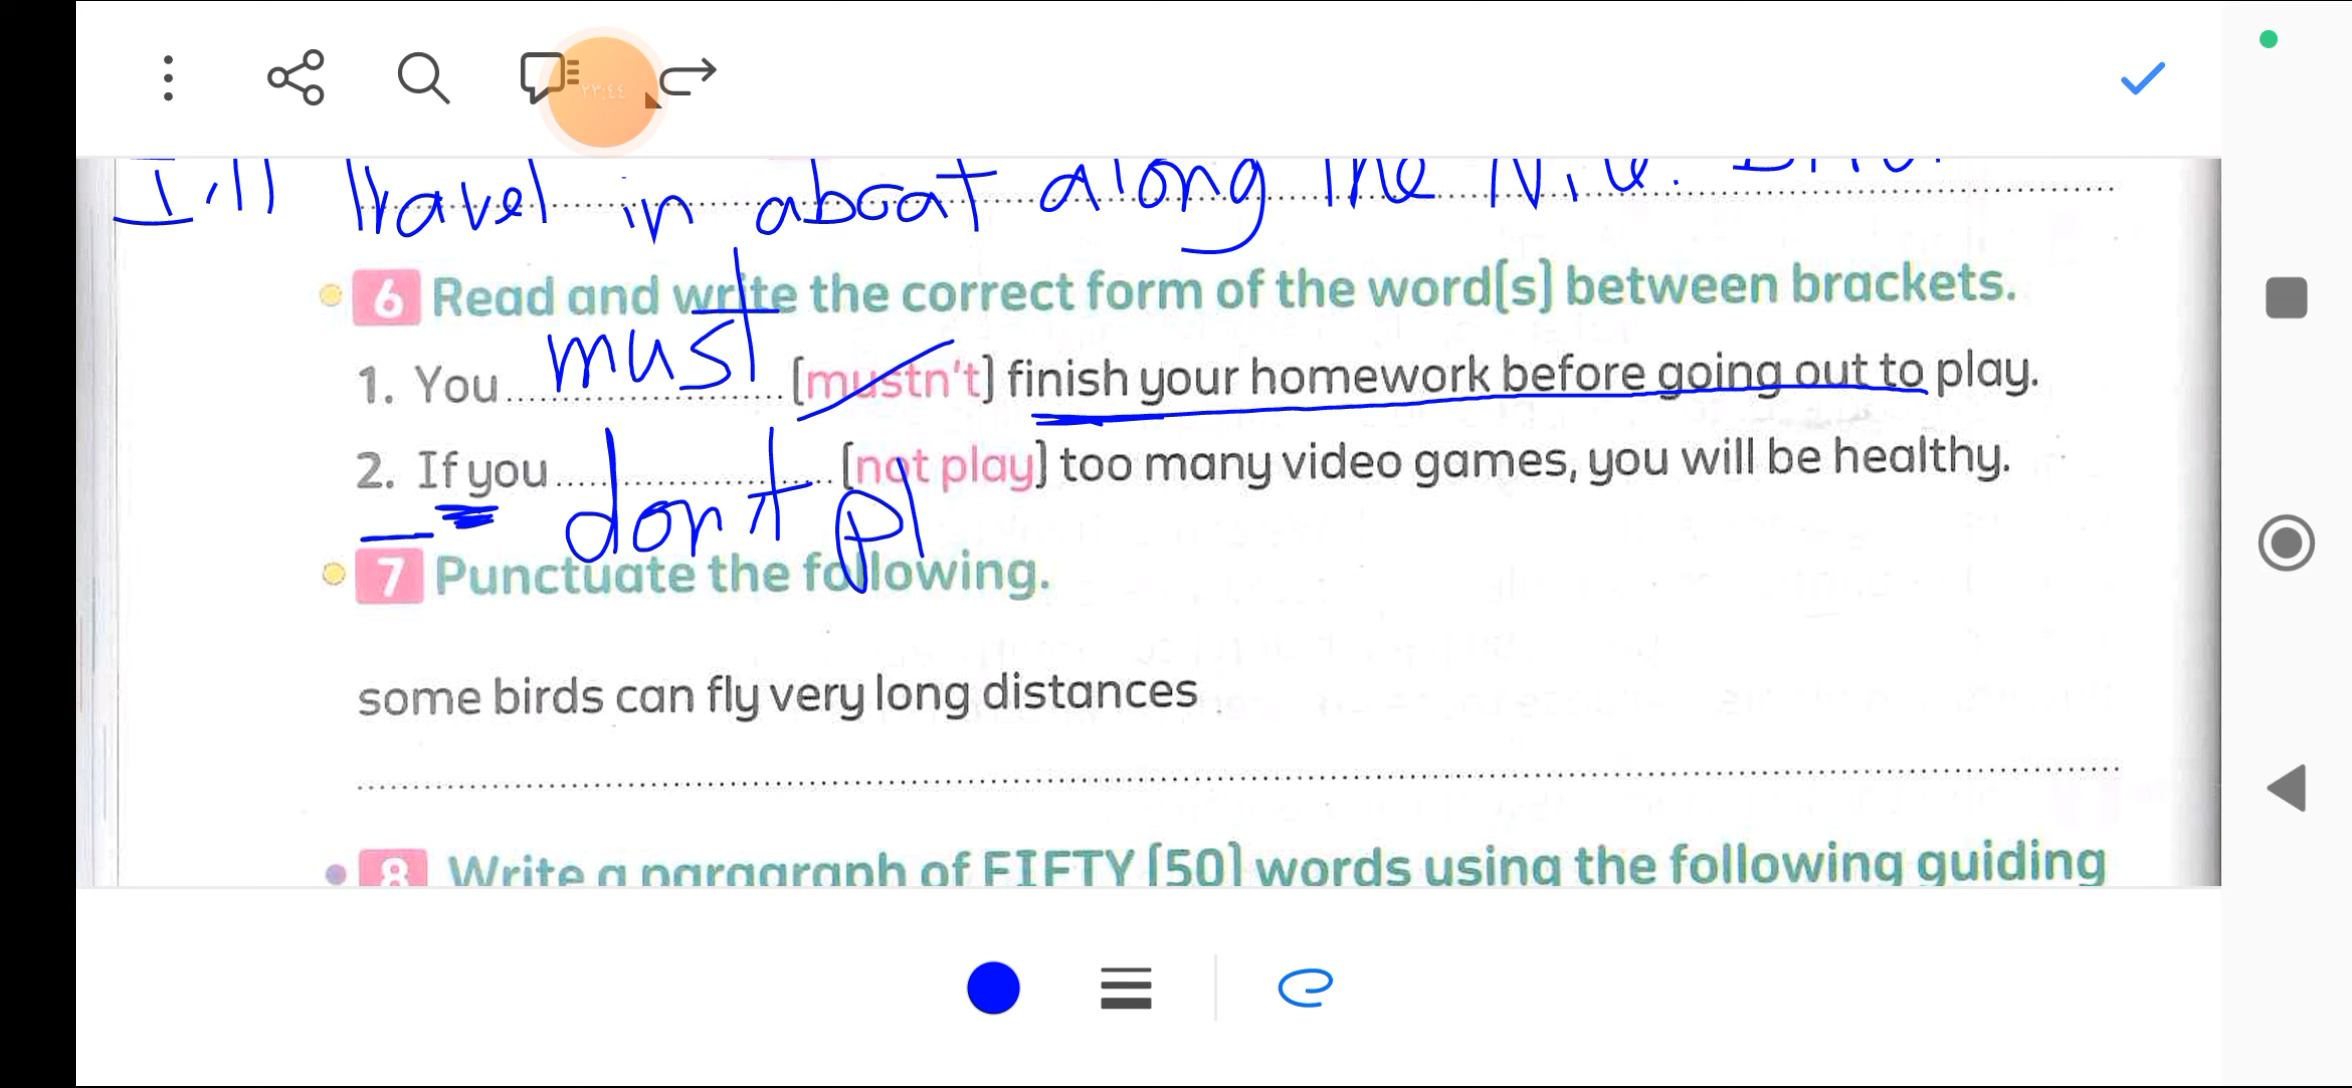 ٢٣:٤٤
I'll travel in aboat along the Nile.
6 Read and write the correct form of the word(s) between brackets.
1. You must [mustn't] finish your homework before going out to play.
2. If you don't pl [not play] too many video games, you will be healthy.
7 Punctuate the following.
some birds can fly very long distances
8 Write a paragraph of FIFTY [50] words using the following guiding